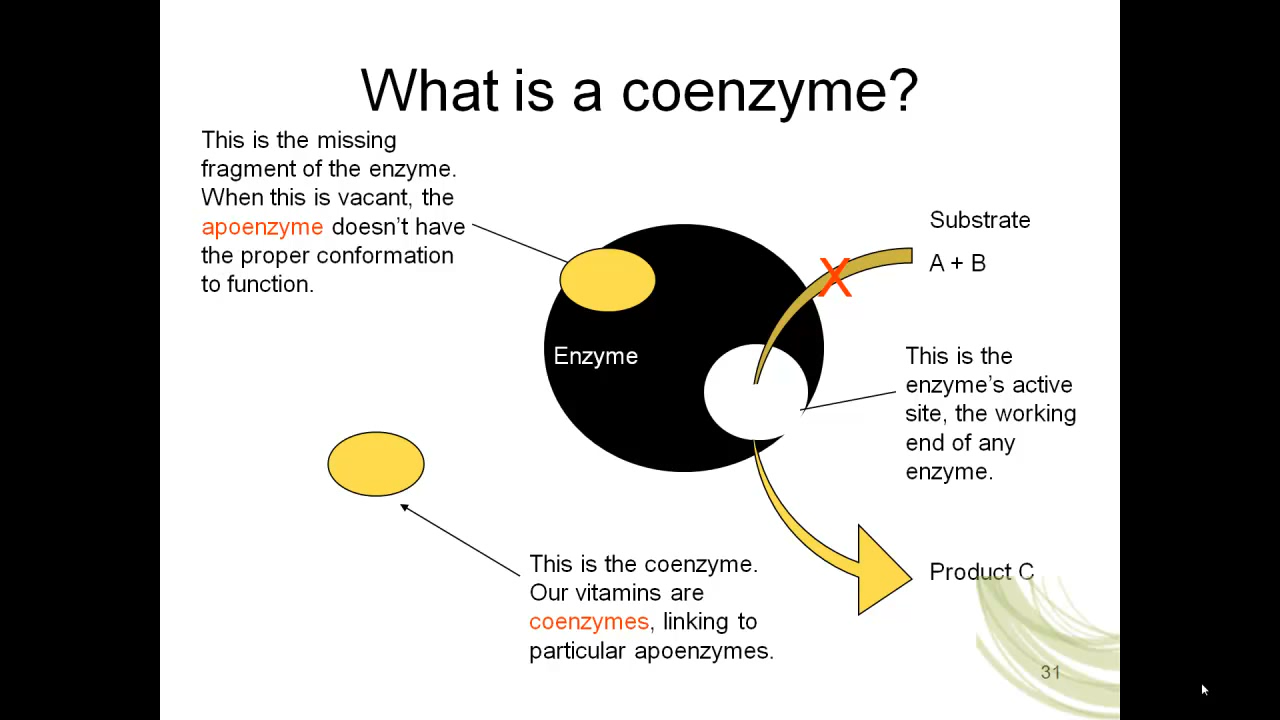 What is a coenzyme?
This is the missing
fragment of the enzyme.
When this is vacant, the
apoenzyme doesn't have
the proper conformation
to function.
Substrate
A + B
X
Enzyme
This is the
enzyme's active
site, the working
end of any
enzyme.
This is the coenzyme.
Our vitamins are
coenzymes, linking to
particular apoenzymes.
Product C
31